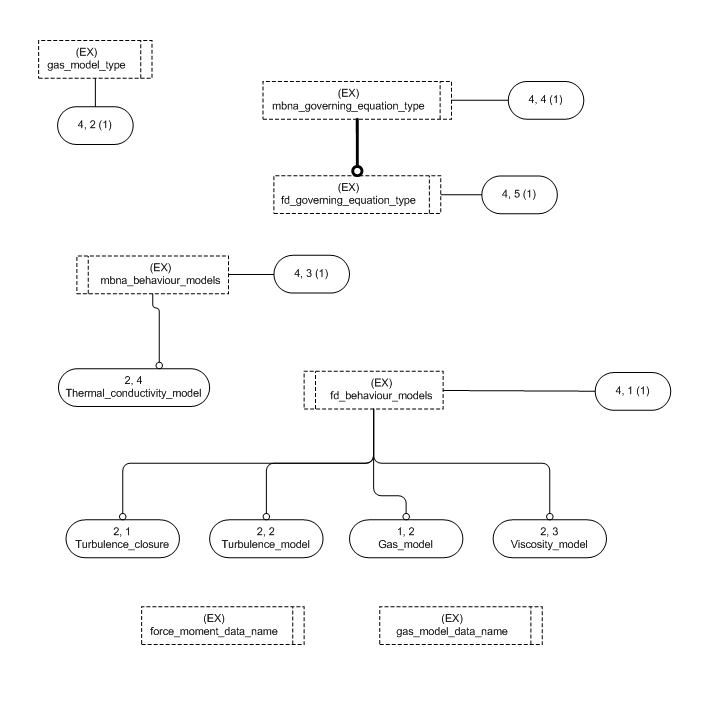 (EX)
gas_model_type
4, 2 (1)
(EX)
mbna_governing_equation_type
4, 4 (1)
(EX)
fd_governing_equation_type
4, 5 (1)
(EX)
mbna_behaviour_models
4, 3 (1)
2, 4
Thermal_conductivity_model
(EX)
fd_behaviour_models
4, 1 (1)
2, 1
Turbulence_closure
2, 2
Turbulence_model
1, 2
Gas_model
2, 3
Viscosity_model
(EX)
force_moment_data_name
(EX)
gas_model_data_name